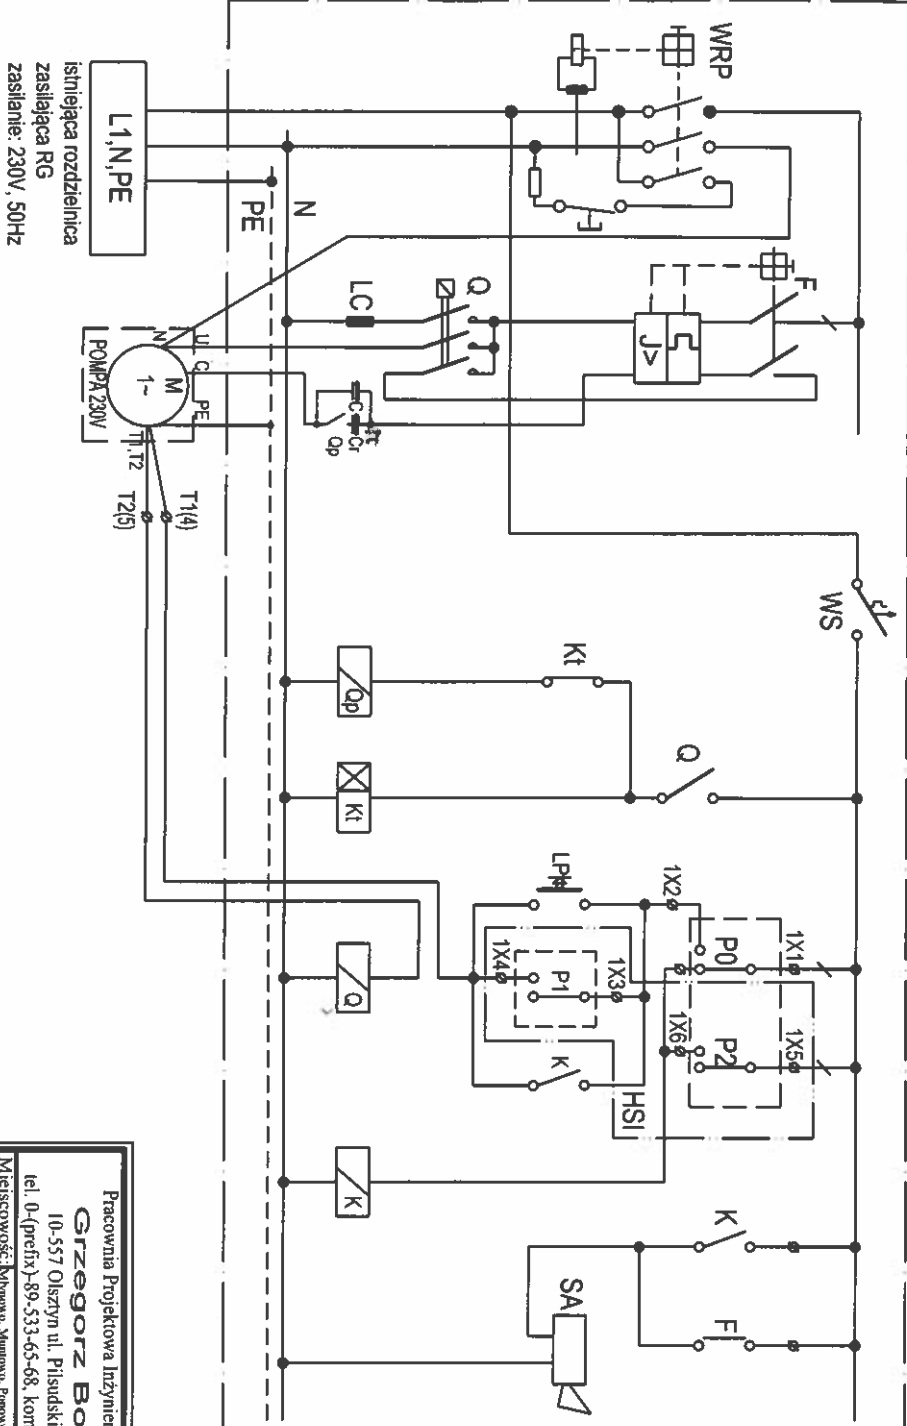 WRP
L1,N,PE
istniejąca rozdzielnica
zasilająca RG
zasilanie: 230V, 50Hz
N
PE
F
Q
LC
J>
U
C
PE
N
M
1~
POMPA 230V
T1,T2
C
Cr
Qp
T1(4)
T2(5)
WS
Kt
Qp
Q
Kt
LPH
1X2
P0
1X1
1X4
P1
1X3
1X6
P2
1X5
Q
K
HSI
K
K
F
SA
Pracownia Projektowa Inżynier
Grzegorz Bo
10-557 Olsztyn ul. Piłsudski
tel. 0-(prefix)-89-533-65-68, kom
Miejscowość: